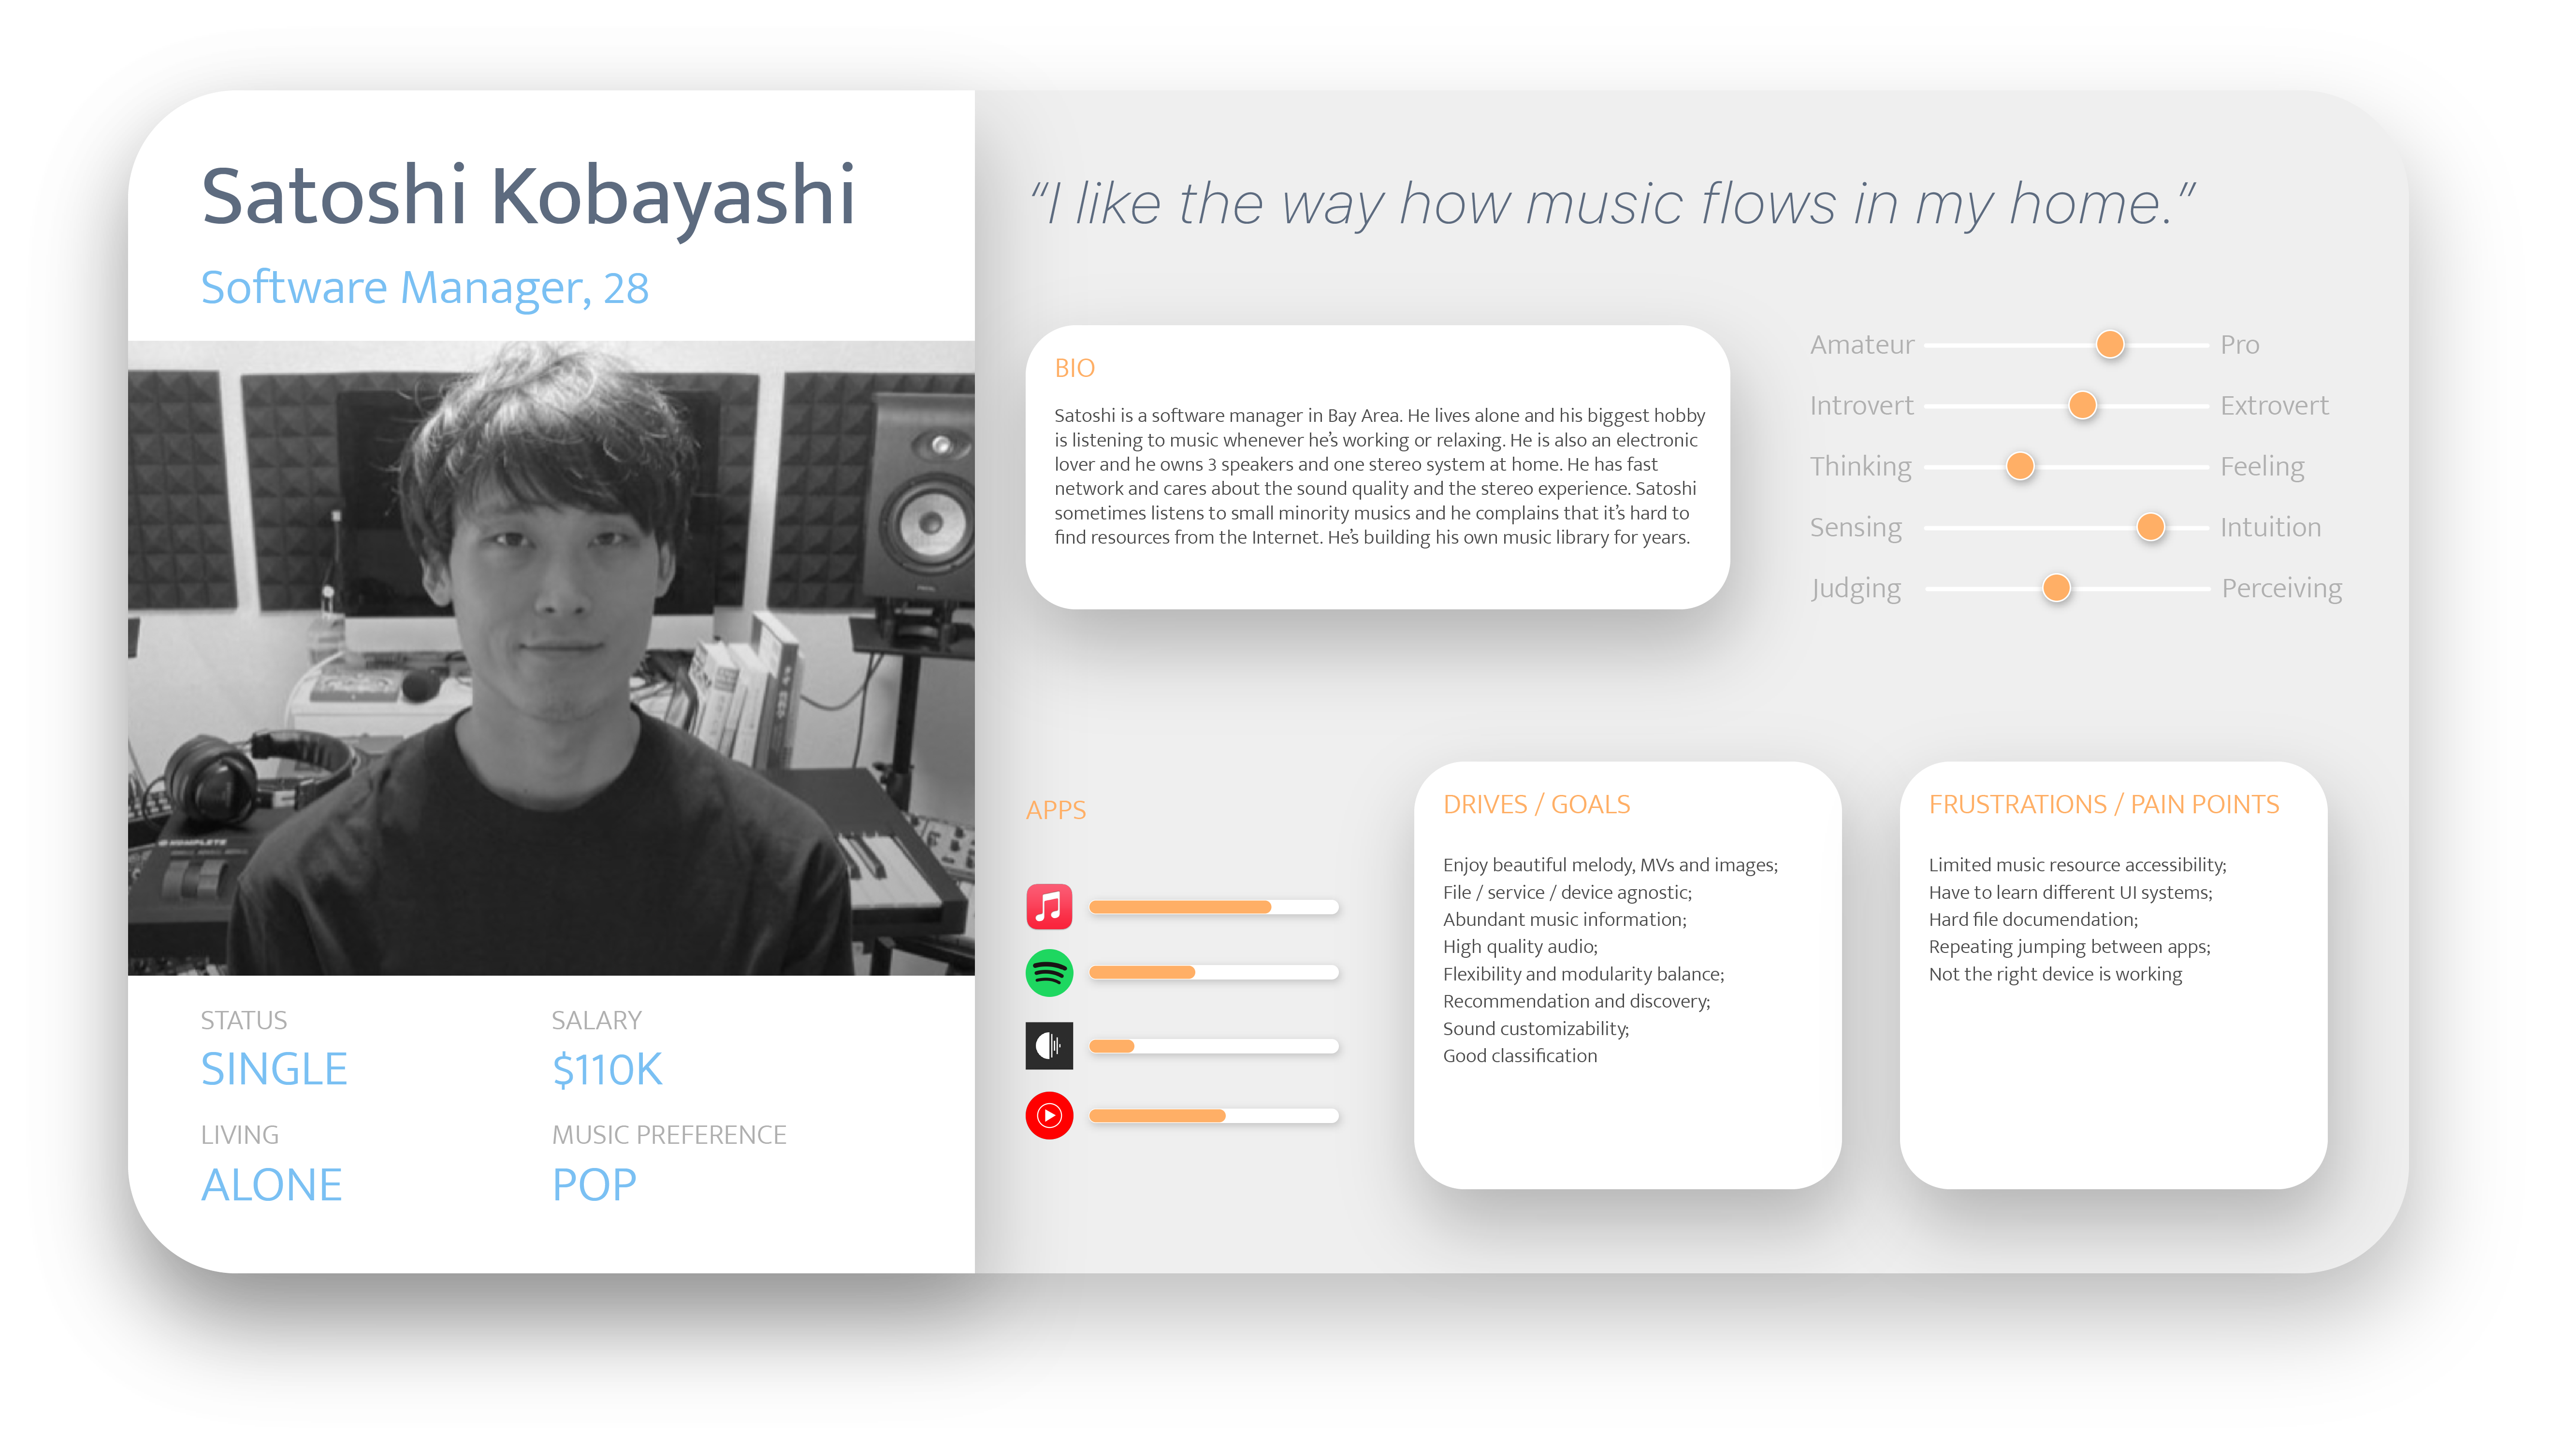 Satoshi Kobayashi
Software Manager, 28
KOMPLETE
STATUS
SINGLE
SALARY
$110K
LIVING
ALONE
MUSIC PREFERENCE
POP
“I like the way how music flows in my home.”
BIO
Satoshi is a software manager in Bay Area. He lives alone and his biggest hobby
is listening to music whenever he’s working or relaxing. He is also an electronic
lover and he owns 3 speakers and one stereo system at home. He has fast
network and cares about the sound quality and the stereo experience. Satoshi
sometimes listens to small minority musics and he complains that it’s hard to
find resources from the Internet. He’s building his own music library for years.
Amateur Pro
Introvert Extrovert
Thinking Feeling
Sensing Intuition
Judging Perceiving
APPS
DRIVES / GOALS
Enjoy beautiful melody, MVs and images;
File / service / device agnostic;
Abundant music information;
High quality audio;
Flexibility and modularity balance;
Recommendation and discovery;
Sound customizability;
Good classification
FRUSTRATIONS / PAIN POINTS
Limited music resource accessibility;
Have to learn different UI systems;
Hard file documendation;
Repeating jumping between apps;
Not the right device is working